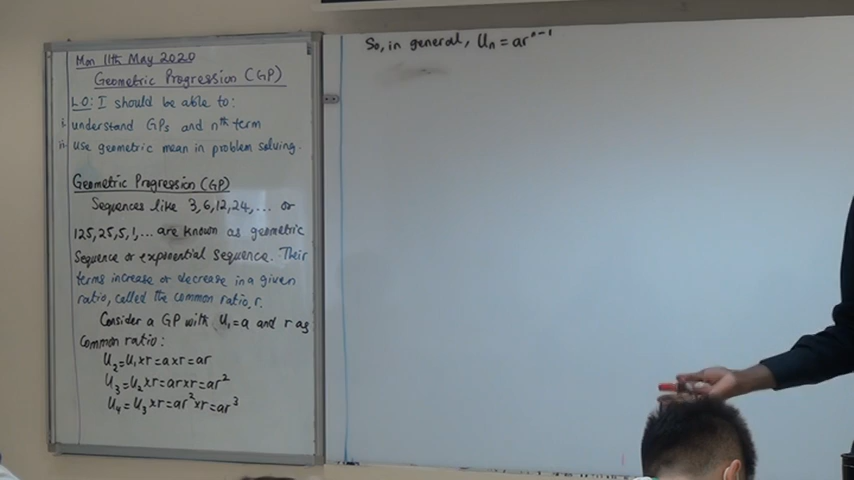 Mon 11th May 2020
Geometric Progression (GP)
L.O: I should be able to:
i. understand GPs and nth term
ii. use geometric mean in problem solving.
Geometric Progression (GP)
Sequences like 3,6,12,24,... or
125,25,5,1,... are known as geometric
Sequence or exponential sequence. Their
terms increase or decrease in a given
ratio, called the common ratio, r.
Consider a GP with U₁=a and r as
Common ratio:
U₂=U₁×r=a×r=ar
U₃=U₂×r=ar×r=ar²
U₄=U₃×r=ar²×r=ar³
So, in general, Uₙ=arⁿ⁻¹